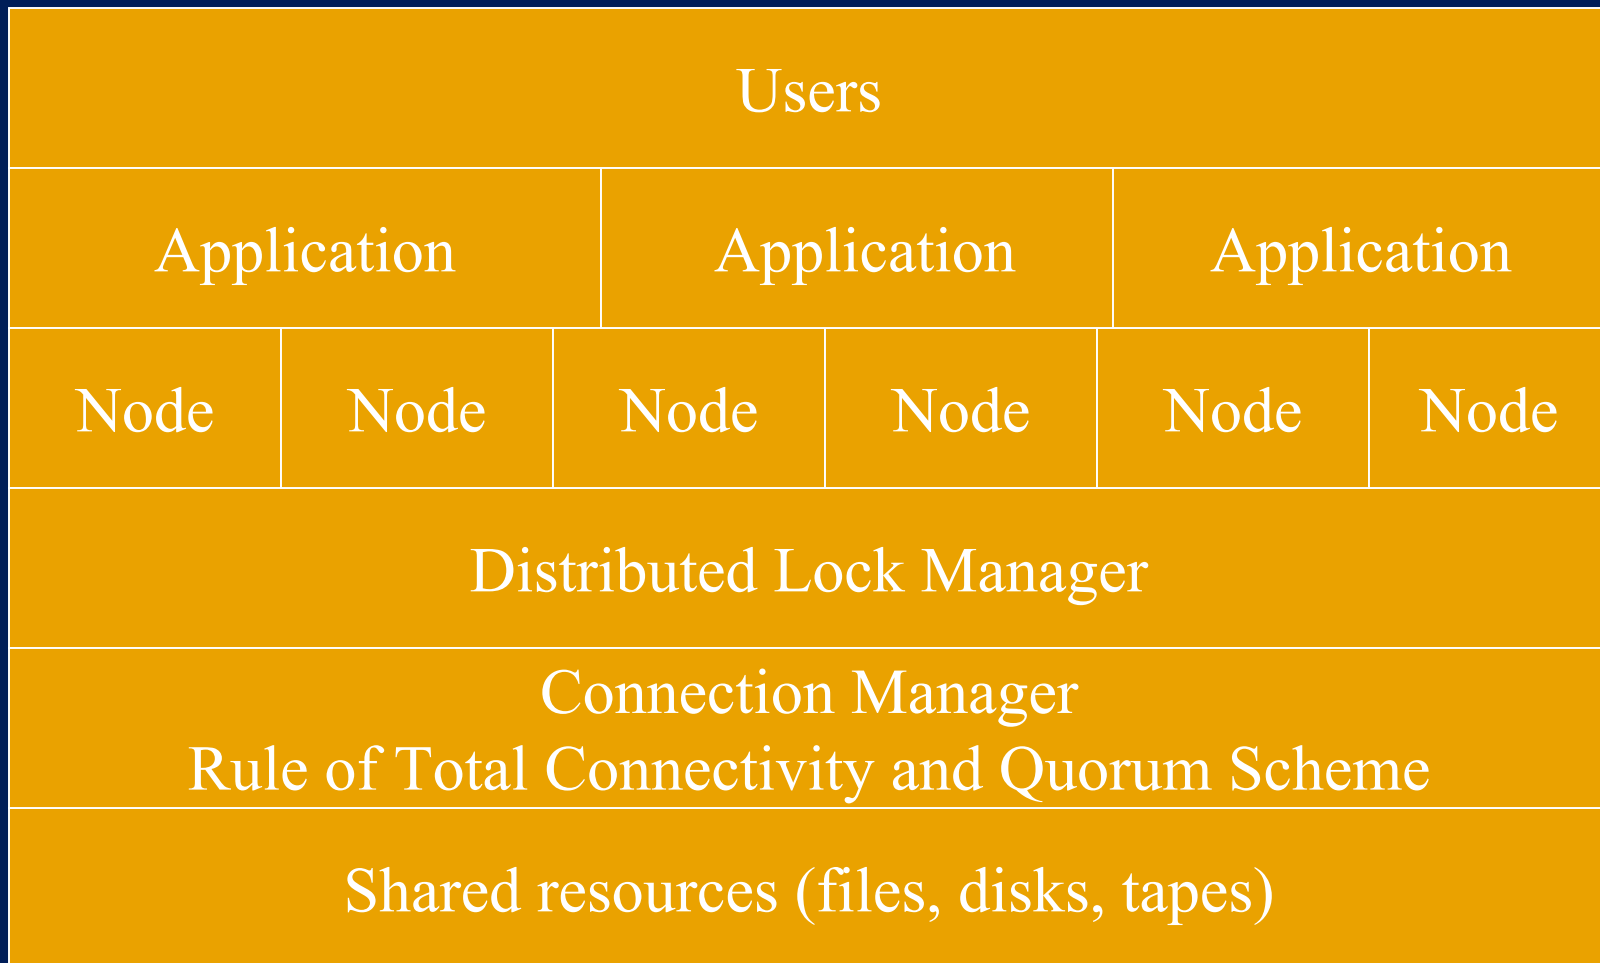 Users
Application Application Application
Node Node Node Node Node Node
Distributed Lock Manager
Connection Manager
Rule of Total Connectivity and Quorum Scheme
Shared resources (files, disks, tapes)